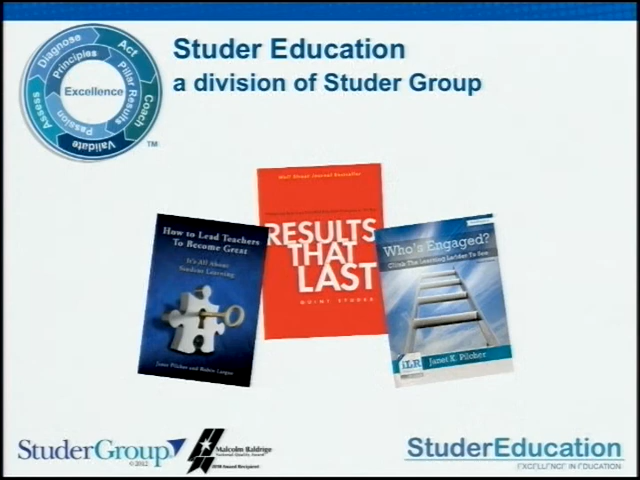 Studer Education
a division of Studer Group
Diagnose
Act
Coach
Validate
Assess
Principles
Pillar Results
Passion
Excellence
TM
Wall Street Journal Bestseller
RESULTS
THAT
LAST
QUINT STUDER
How to Lead Teachers
To Become Great
It's All About
Student Learning
Janet Pilcher and Robin Largue
Who's Engaged?
Climb The Learning Ladder To See
iLR
Janet K. Pilcher
StuderGroup
©2012
Malcolm Baldrige
National Quality Award
2010 Award Recipient
StuderEducation
EXCELLENCE IN EDUCATION